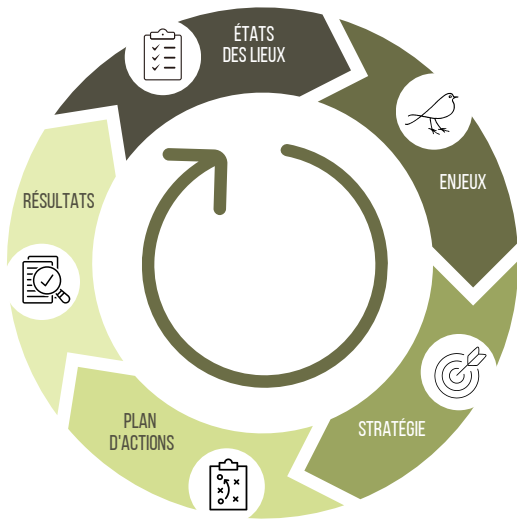 ÉTATS
DES LIEUX
ENJEUX
STRATÉGIE
PLAN
D'ACTIONS
RÉSULTATS